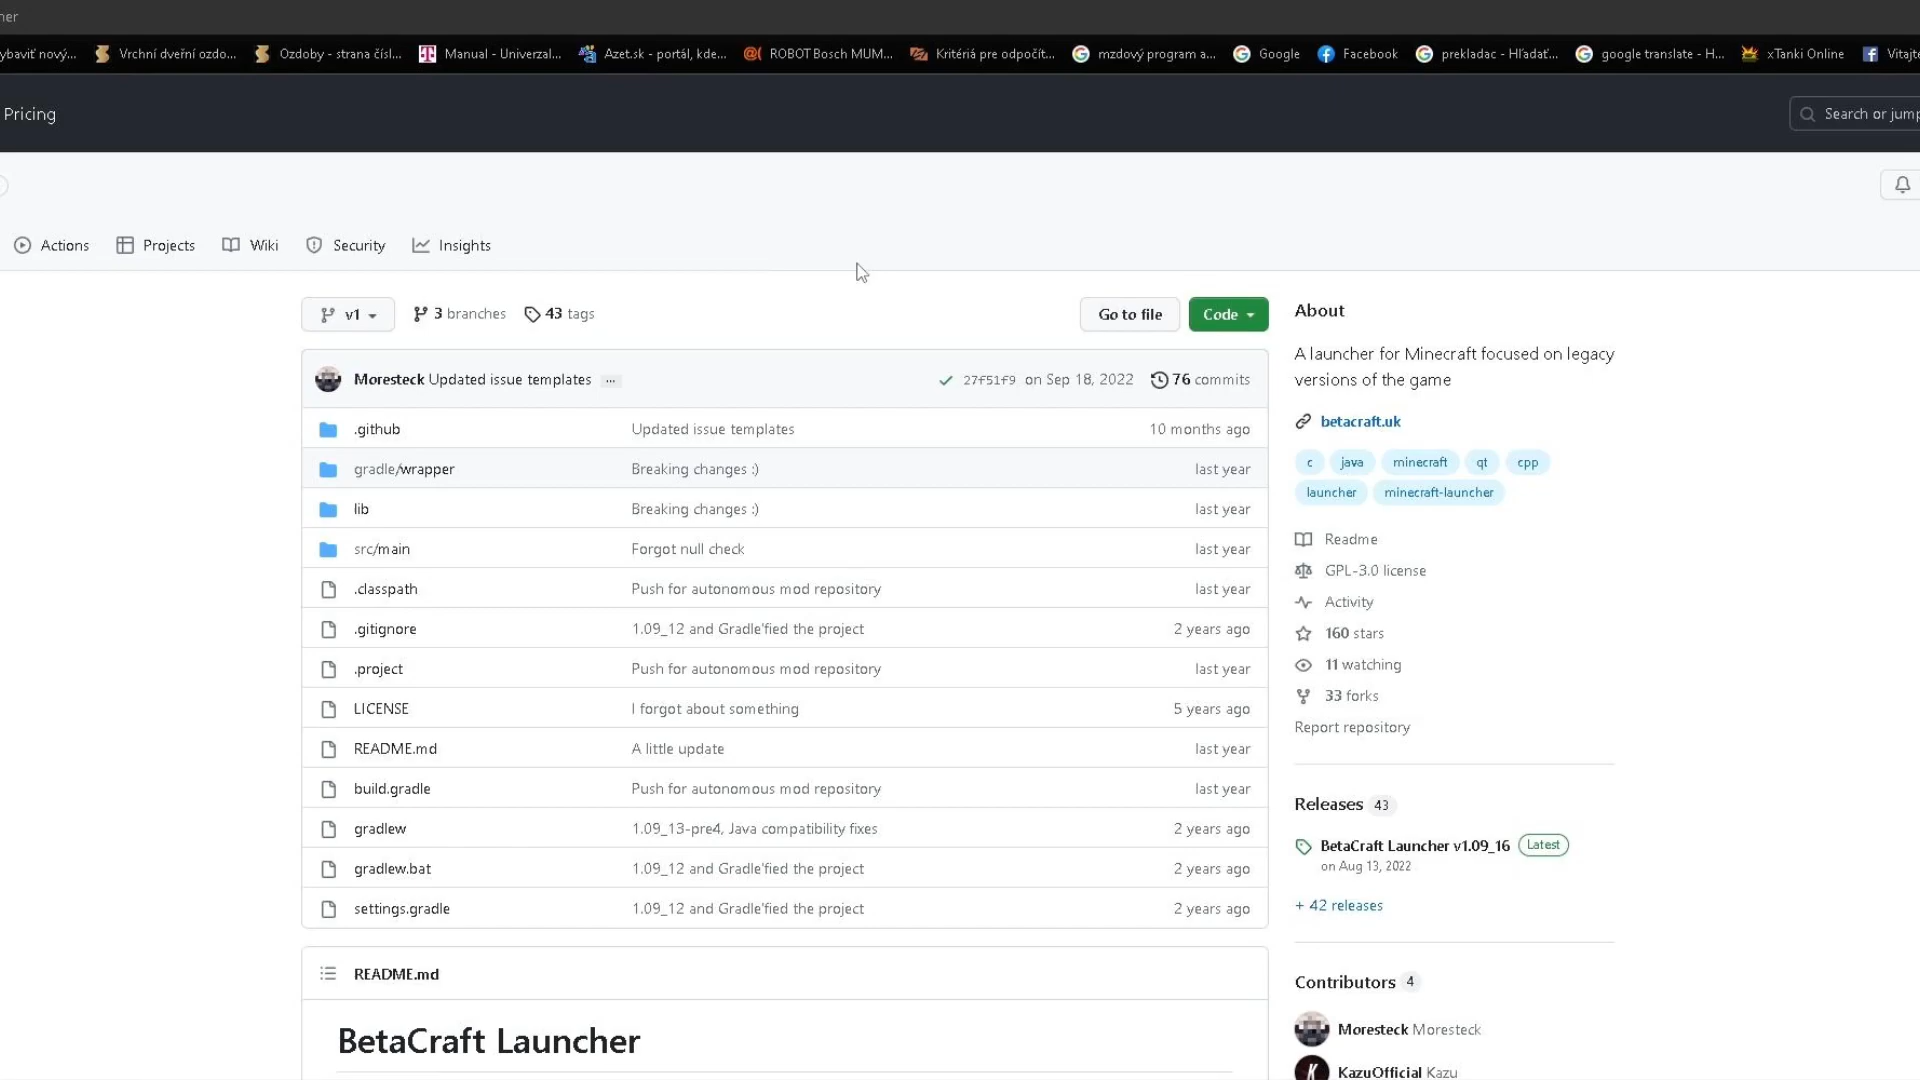 ner
ybaviť nový... Vrchní dveřní ozdo... Ozdoby - strana čísl... Manual - Univerzal... Azet.sk - portál, kde... ROBOT Bosch MUM... Kritériá pre odpočít... mzdový program a... Google Facebook prekladac - Hľadať... google translate - H... xTanki Online Vitajte
Pricing Search or jump
Actions Projects Wiki Security Insights
v1 3 branches 43 tags Go to file Code
Moresteck Updated issue templates ... 27f51f9 on Sep 18, 2022 76 commits
.github Updated issue templates 10 months ago
gradle/wrapper Breaking changes :) last year
lib Breaking changes :) last year
src/main Forgot null check last year
.classpath Push for autonomous mod repository last year
.gitignore 1.09_12 and Gradle'fied the project 2 years ago
.project Push for autonomous mod repository last year
LICENSE I forgot about something 5 years ago
README.md A little update last year
build.gradle Push for autonomous mod repository last year
gradlew 1.09_13-pre4, Java compatibility fixes 2 years ago
gradlew.bat 1.09_12 and Gradle'fied the project 2 years ago
settings.gradle 1.09_12 and Gradle'fied the project 2 years ago
README.md
BetaCraft Launcher
About
A launcher for Minecraft focused on legacy
versions of the game
betacraft.uk
c java minecraft qt cpp
launcher minecraft-launcher
Readme
GPL-3.0 license
Activity
160 stars
11 watching
33 forks
Report repository
Releases 43
BetaCraft Launcher v1.09_16 Latest
on Aug 13, 2022
+ 42 releases
Contributors 4
Moresteck Moresteck
KazuOfficial Kazu